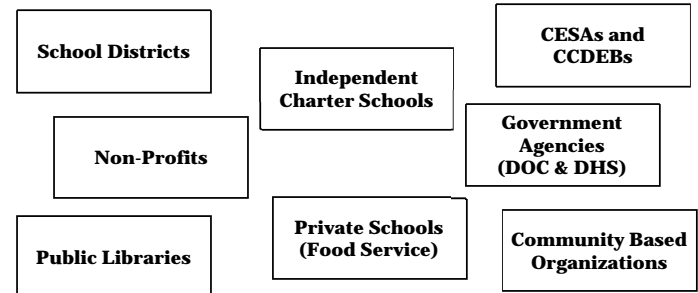 School Districts
Independent
Charter Schools
CESAs and
CCDEBs
Non-Profits
Government
Agencies
(DOC & DHS)
Public Libraries
Private Schools
(Food Service)
Community Based
Organizations